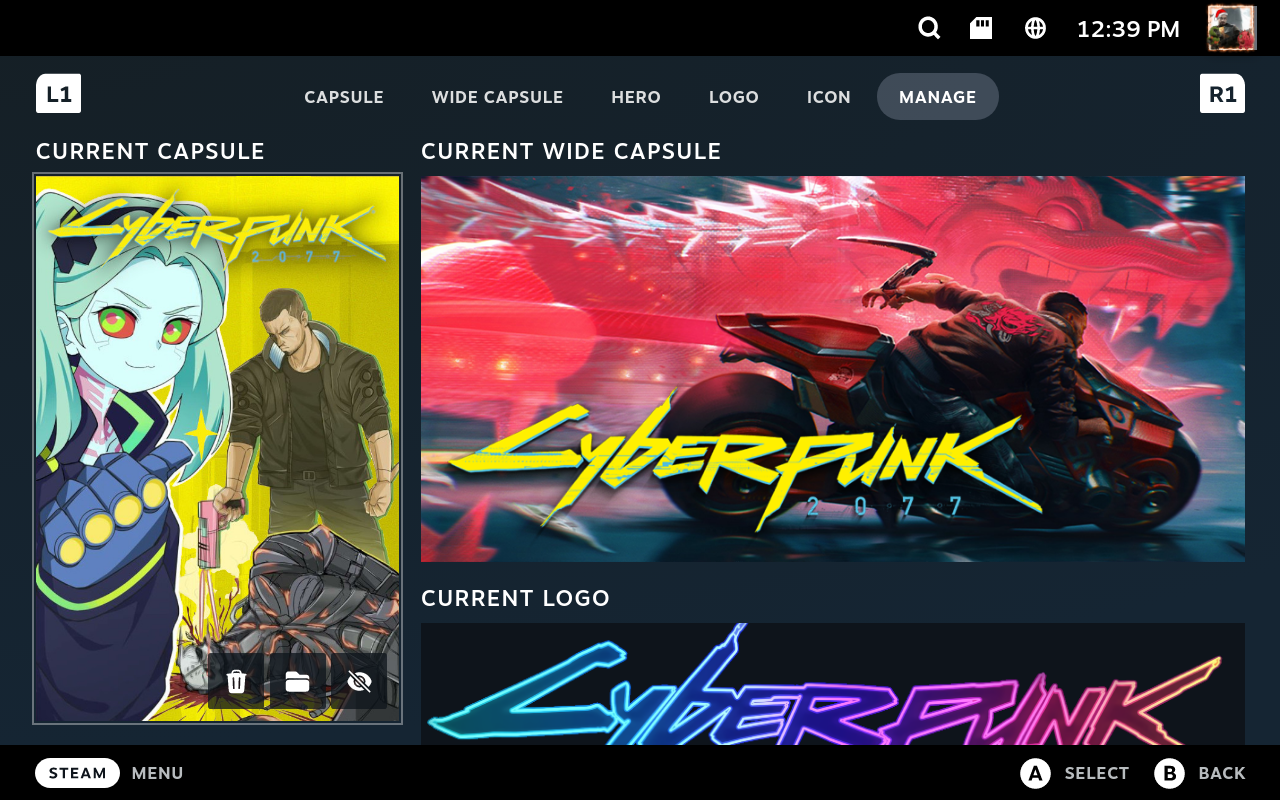 12:39 PM
L1
CAPSULE
WIDE CAPSULE
HERO
LOGO
ICON
MANAGE
R1
CURRENT CAPSULE
CURRENT WIDE CAPSULE
CYBERPUNK
2077
CYBERPUNK
2077
CURRENT LOGO
CYBERPUNK
STEAM
MENU
A
SELECT
B
BACK